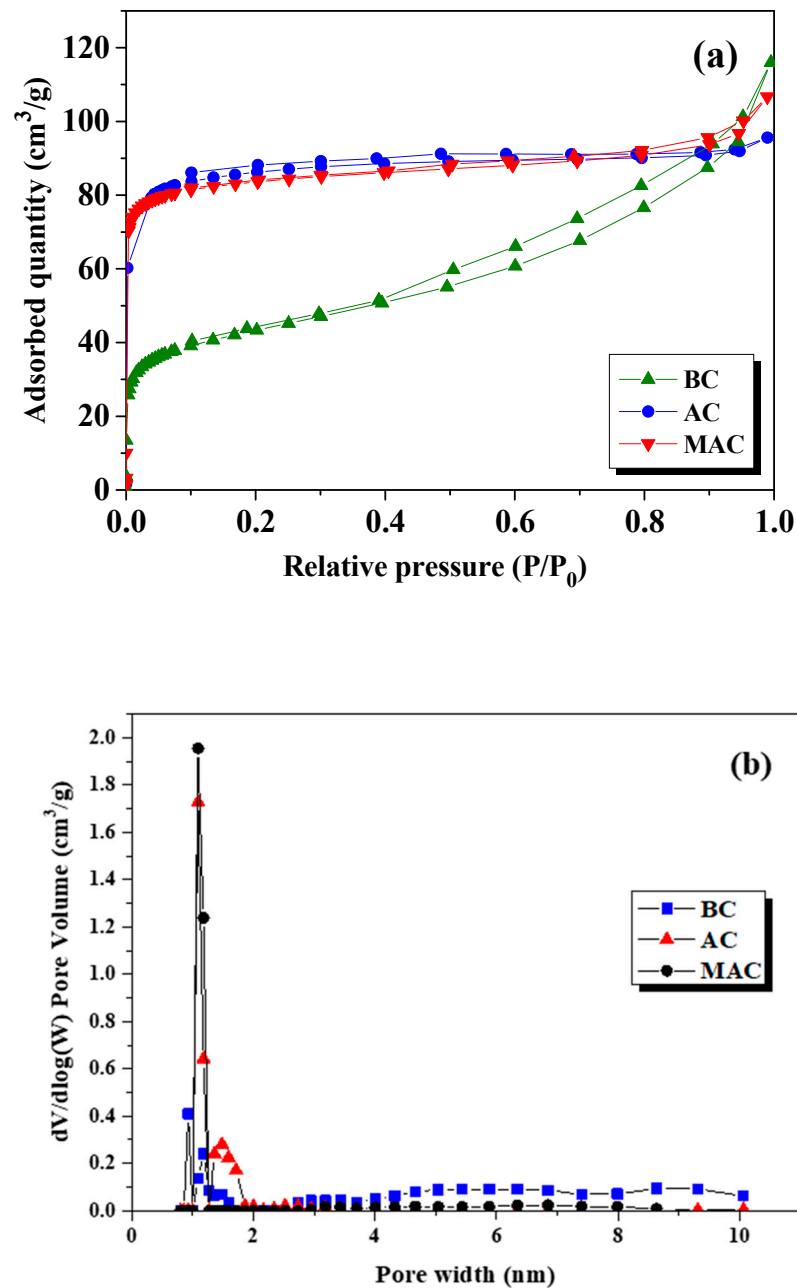 (a)
120
100
80
60
40
20
0
Adsorbed quantity (cm³/g)
BC
AC
MAC
0.0 0.2 0.4 0.6 0.8 1.0
Relative pressure (P/P₀)
(b)
2.0
1.8
1.6
1.4
1.2
1.0
0.8
0.6
0.4
0.2
0.0
dV/dlog(W) Pore Volume (cm³/g)
BC
AC
MAC
0 2 4 6 8 10
Pore width (nm)